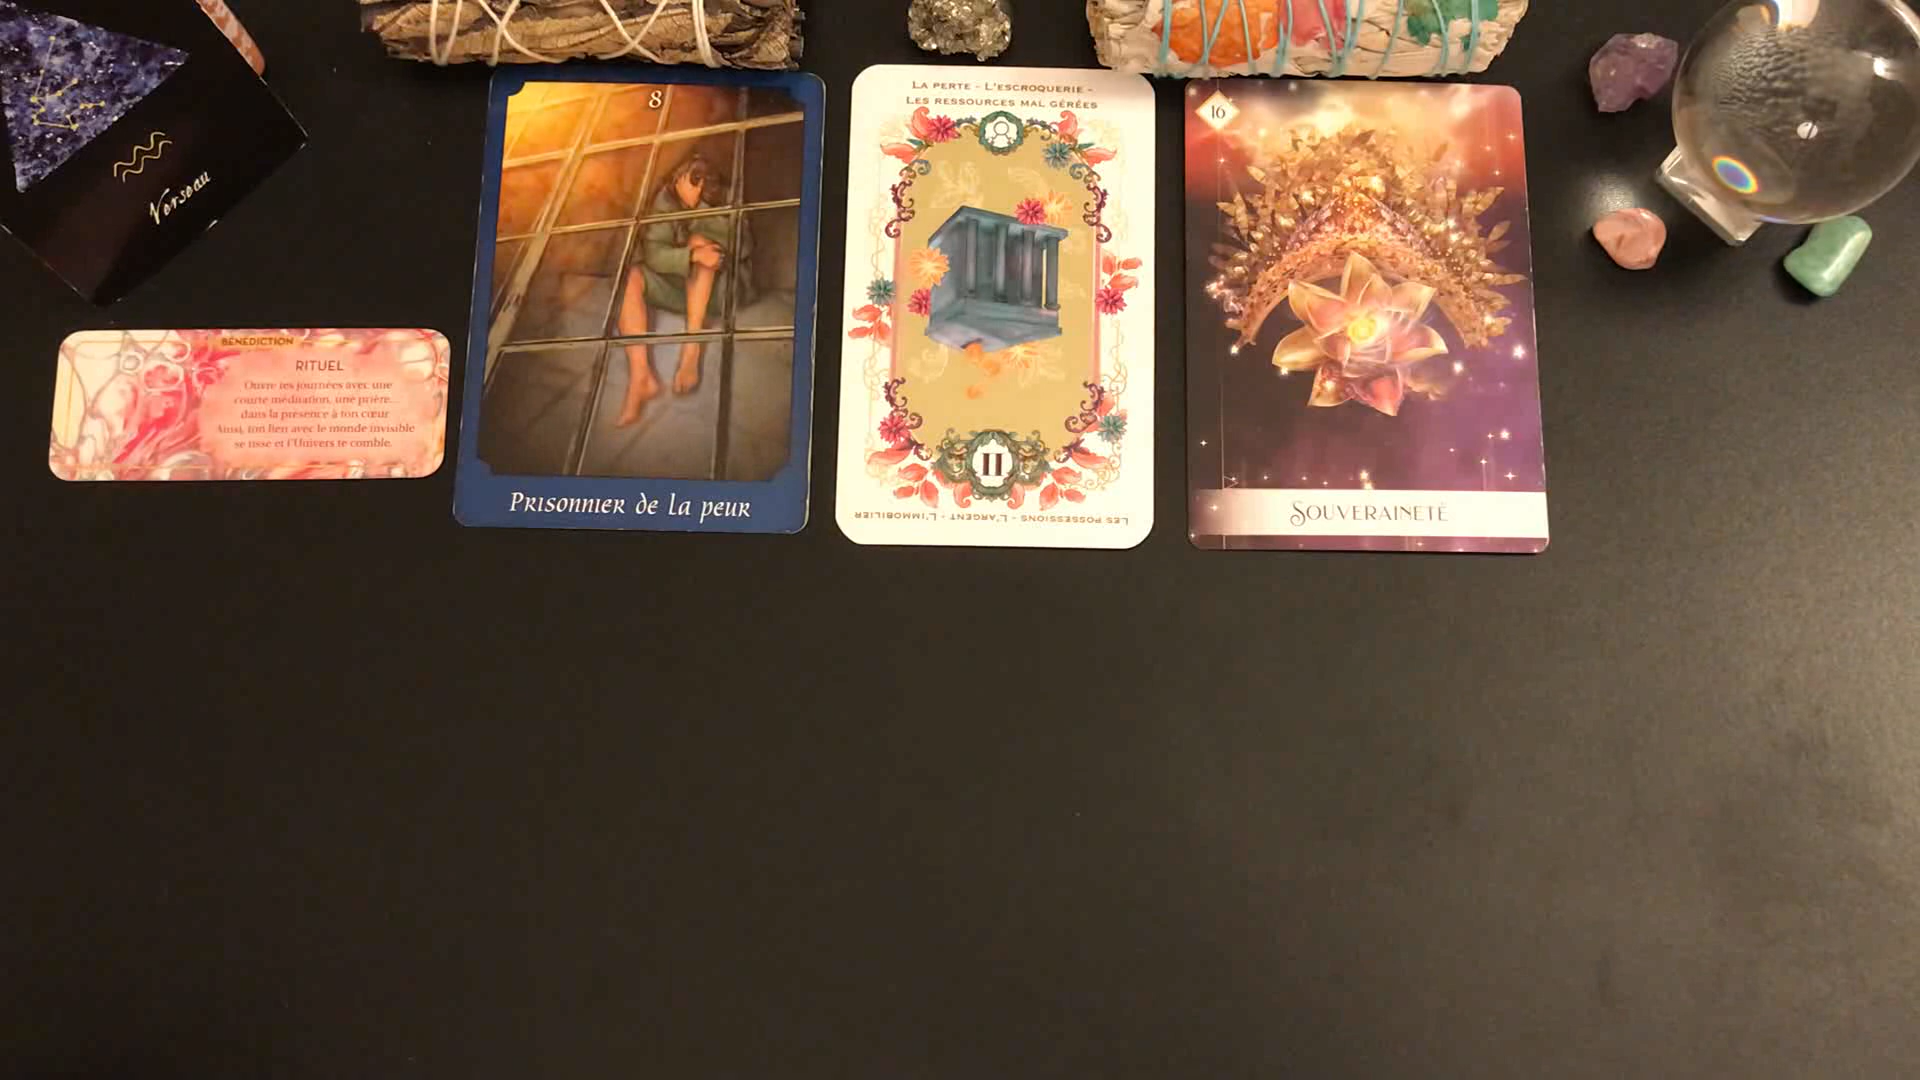 Verseau
BÉNÉDICTION
RITUEL
Ouvre tes journées avec une
courte méditation, une prière...
dans la présence à ton cœur
Ainsi, ton lien avec le monde invisible
se tisse et l'Univers te comble.
8
Prisonnier de la peur
La perte - L'escroquerie -
Les ressources mal gérées
II
Les possessions - L'argent - L'immobilier
16
Souveraineté